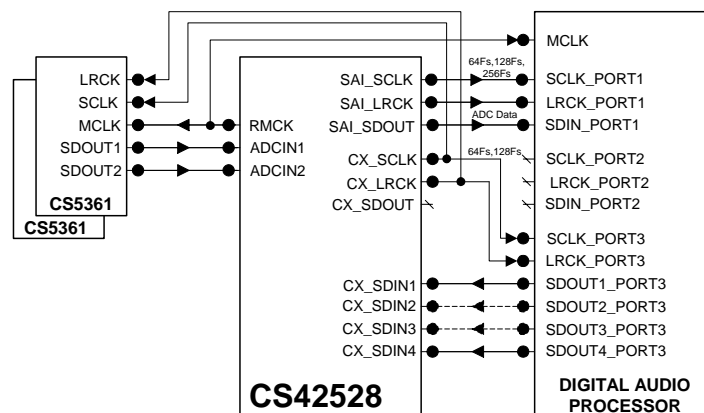 LRCK
SCLK
MCLK
SDOUT1
SDOUT2
CS5361
CS5361
RMCK
ADCIN1
ADCIN2
SAI_SCLK
SAI_LRCK
SAI_SDOUT
CX_SCLK
CX_LRCK
CX_SDOUT
CX_SDIN1
CX_SDIN2
CX_SDIN3
CX_SDIN4
CS42528
64Fs,128Fs,
256Fs
ADC Data
64Fs,128Fs
MCLK
SCLK_PORT1
LRCK_PORT1
SDIN_PORT1
SCLK_PORT2
LRCK_PORT2
SDIN_PORT2
SCLK_PORT3
LRCK_PORT3
SDOUT1_PORT3
SDOUT2_PORT3
SDOUT3_PORT3
SDOUT4_PORT3
DIGITAL AUDIO
PROCESSOR